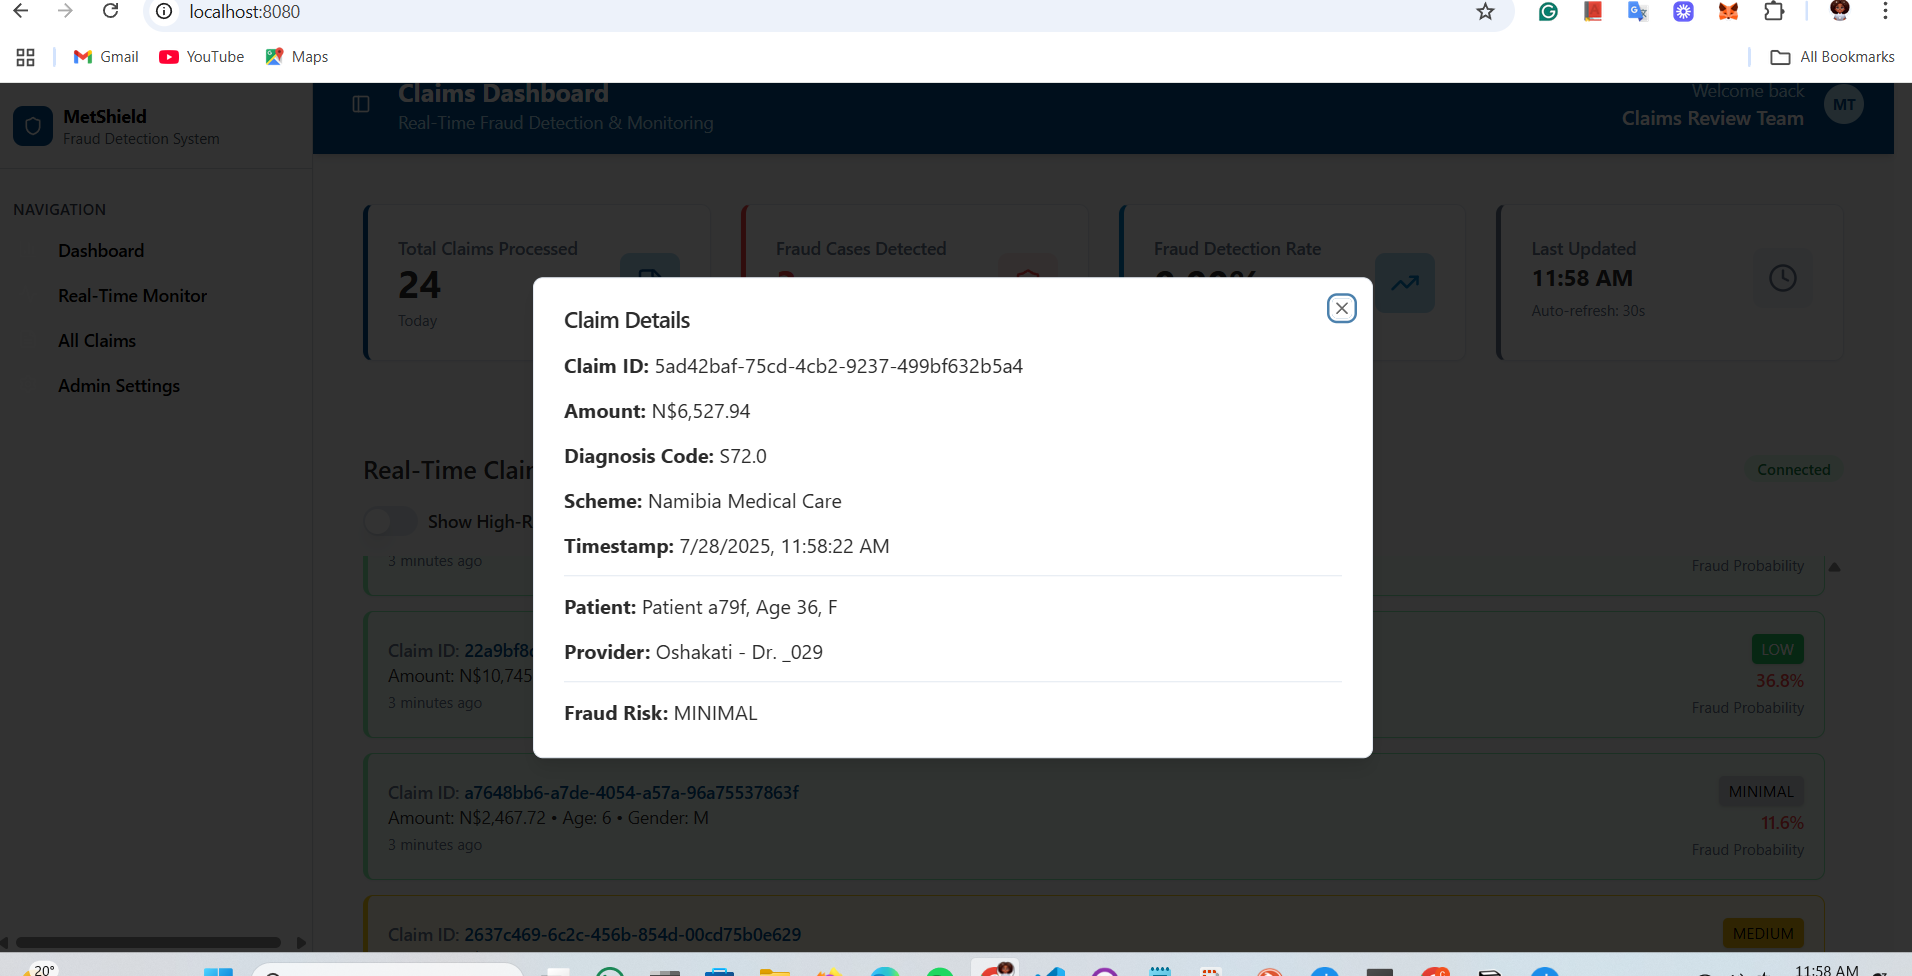 localhost:8080
Gmail
YouTube
Maps
All Bookmarks
MetShield
Fraud Detection System
NAVIGATION
Dashboard
Real-Time Monitor
All Claims
Admin Settings
Claims Dashboard
Real-Time Fraud Detection & Monitoring
Welcome back
Claims Review Team
MT
Total Claims Processed
24
Today
Fraud Cases Detected
Fraud Detection Rate
Last Updated
11:58 AM
Auto-refresh: 30s
Real-Time
Connected
Show
3 minutes ago
Fraud Probability
Claim ID: 22a9bf8
Amount: N$10,745
3 minutes ago
LOW
36.8%
Fraud Probability
Claim ID: a7648bb6-a7de-4054-a57a-96a75537863f
Amount: N$2,467.72 • Age: 6 • Gender: M
3 minutes ago
MINIMAL
11.6%
Fraud Probability
Claim ID: 2637c469-6c2c-456b-854d-00cd75b0e629
MEDIUM
Claim Details
Claim ID: 5ad42baf-75cd-4cb2-9237-499bf632b5a4
Amount: N$6,527.94
Diagnosis Code: S72.0
Scheme: Namibia Medical Care
Timestamp: 7/28/2025, 11:58:22 AM
Patient: Patient a79f, Age 36, F
Provider: Oshakati - Dr. _029
Fraud Risk: MINIMAL
20°
11:58 AM